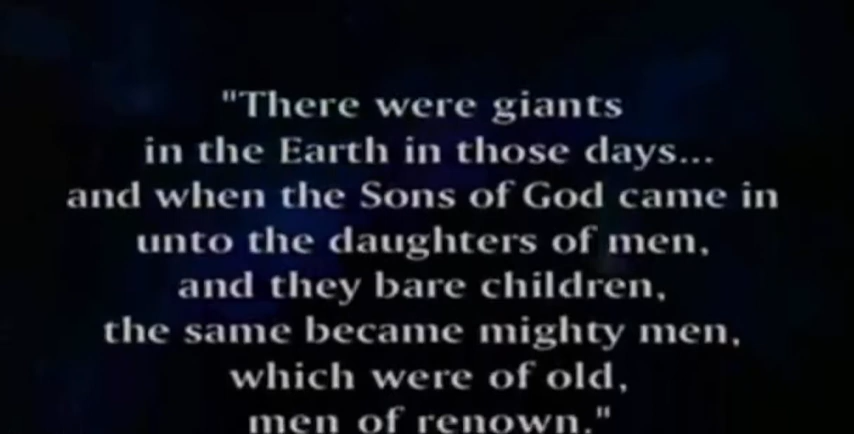 "There were giants
in the Earth in those days...
and when the Sons of God came in
unto the daughters of men,
and they bare children,
the same became mighty men,
which were of old,
men of renown."